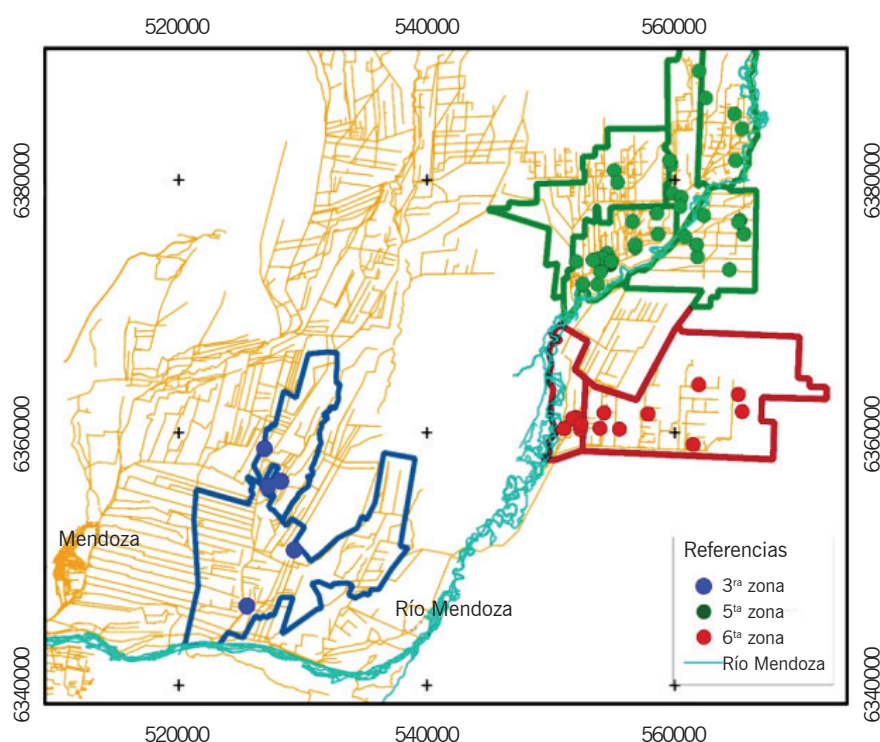 520000 540000 560000
6380000 6380000
6360000 6360000
Mendoza
Río Mendoza
6340000 6340000
Referencias
3ra zona
5ta zona
6ta zona
Río Mendoza
520000 540000 560000